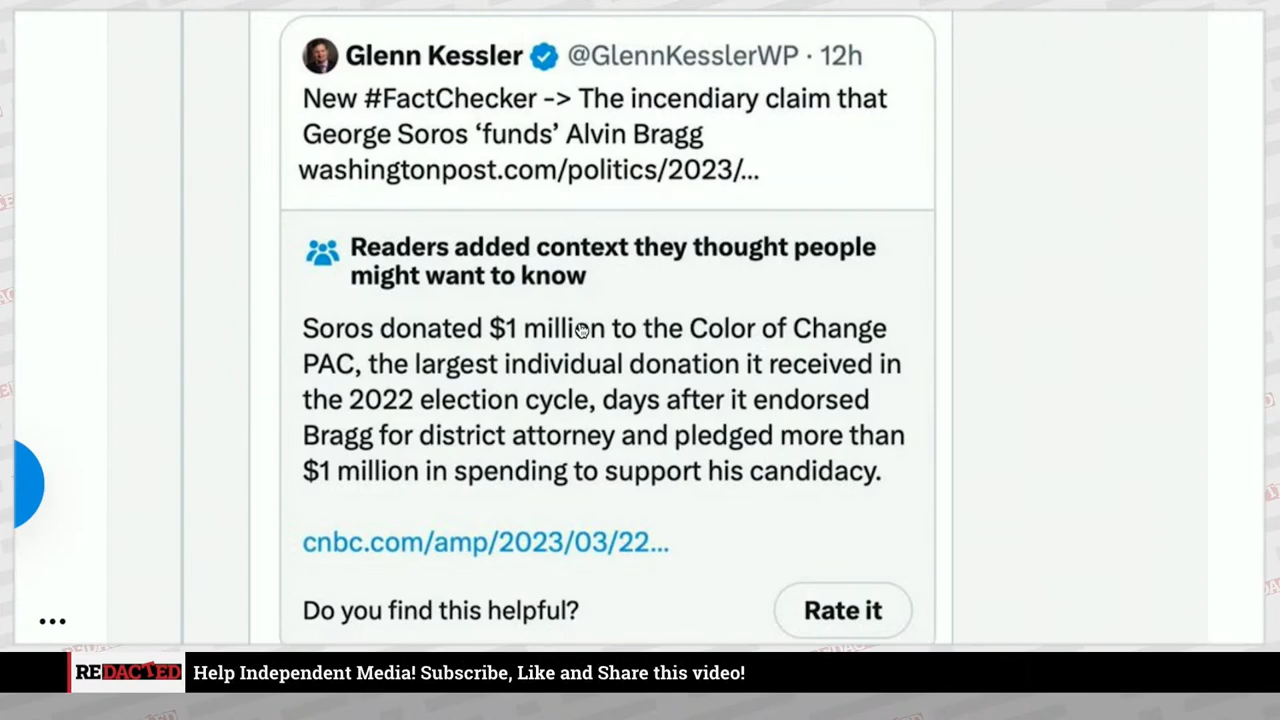 Glenn Kessler @GlennKesslerWP · 12h
New #FactChecker -> The incendiary claim that
George Soros ‘funds’ Alvin Bragg
washingtonpost.com/politics/2023/...
Readers added context they thought people
might want to know
Soros donated $1 million to the Color of Change
PAC, the largest individual donation it received in
the 2022 election cycle, days after it endorsed
Bragg for district attorney and pledged more than
$1 million in spending to support his candidacy.
cnbc.com/amp/2023/03/22...
Do you find this helpful?
Rate it
...
REDACTED
Help Independent Media! Subscribe, Like and Share this video!